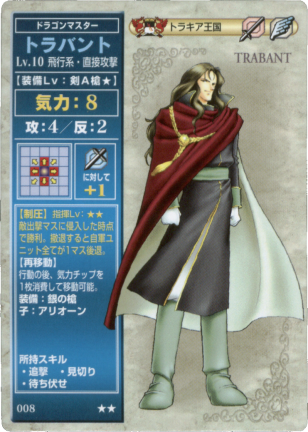 ドラゴンマスター
トラキア王国
トラバント
TRABANT
Lv.10 飛行系・直接攻撃
【装備Lv：剣A槍★】
気力：8
攻：4／反：2
に対して
+1
【制圧】指揮Lv：★★
敵出撃マスに侵入した時点
で勝利。撤退すると自軍ユ
ニット全てが1マス後退。
【再移動】
行動の後、気力チップを
1枚消費して移動可能。
装備：銀の槍
子：アリオーン
所持スキル
・追撃 ・見切り
・待ち伏せ
008
★★